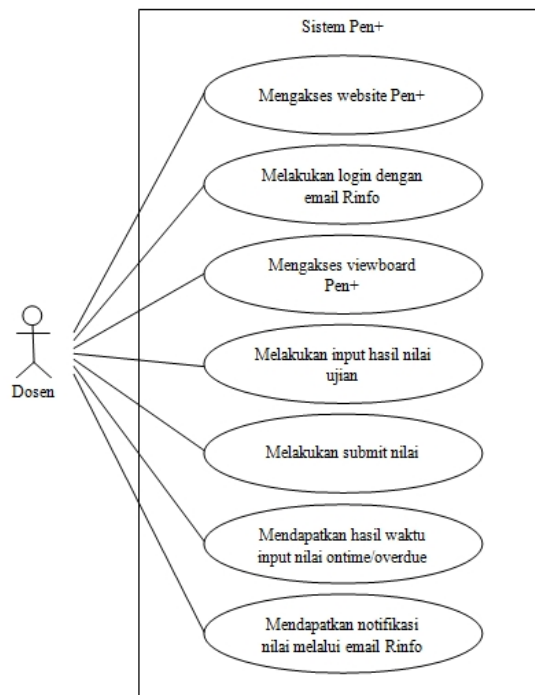 Sistem Pen+
Mengakses website Pen+
Melakukan login dengan
email Rinfo
Mengakses viewboard
Pen+
Melakukan input hasil nilai
ujian
Dosen
Melakukan submit nilai
Mendapatkan hasil waktu
input nilai ontime/overdue
Mendapatkan notifikasi
nilai melalui email Rinfo